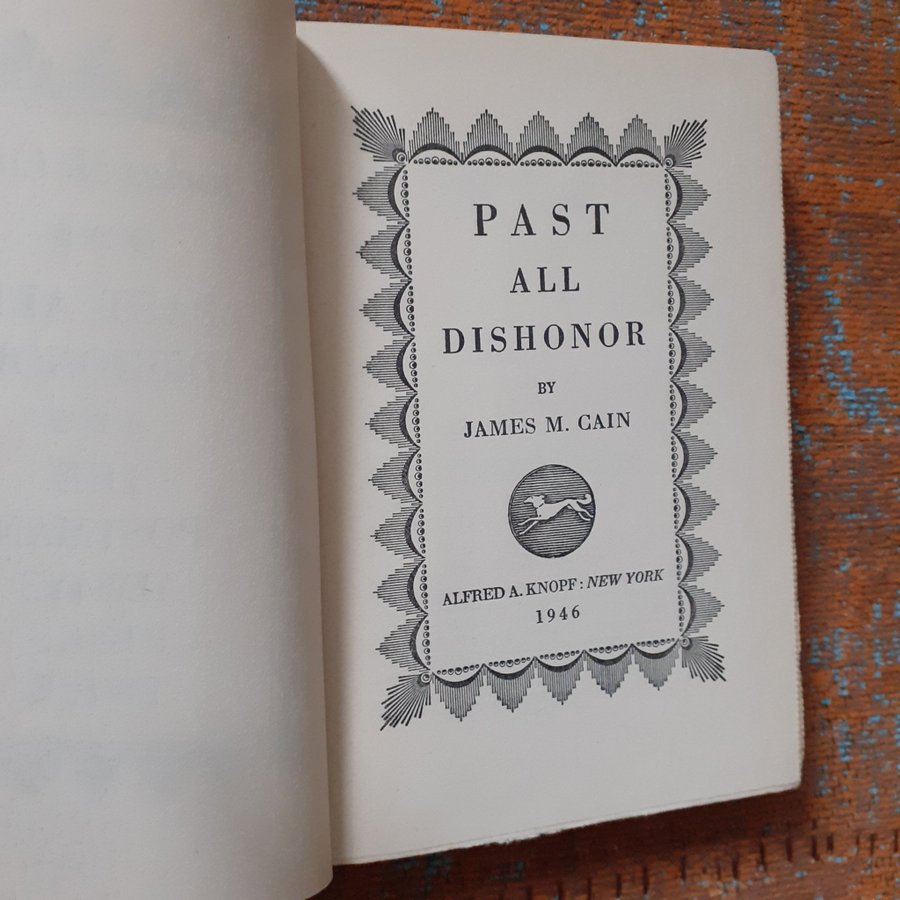 PAST
ALL
DISHONOR
BY
JAMES M. CAIN
ALFRED A. KNOPF : NEW YORK
1946